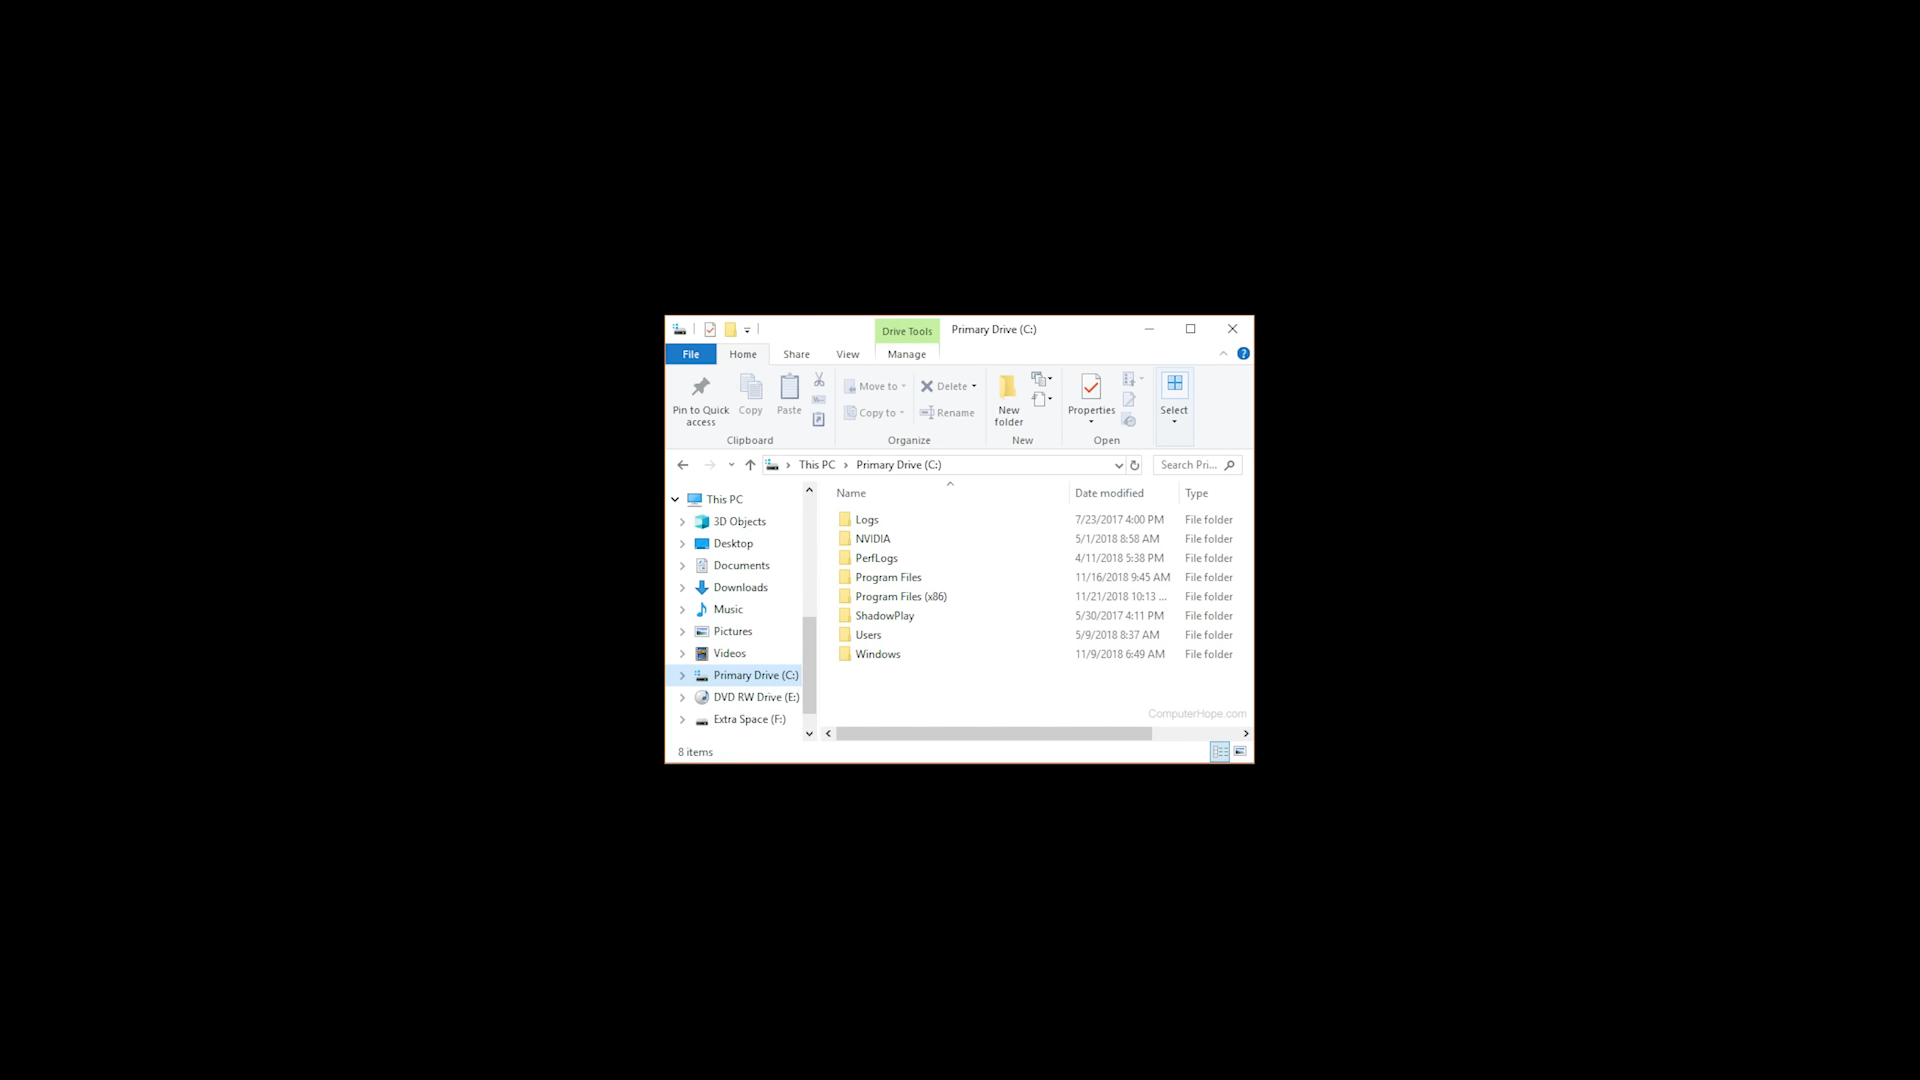 Drive Tools Primary Drive (C:)
File Home Share View Manage
Pin to Quick access
Copy
Paste
Clipboard
Move to
Copy to
Delete
Rename
Organize
New folder
New
Properties
Open
Select
This PC > Primary Drive (C:)
Search Pri...
This PC
3D Objects
Desktop
Documents
Downloads
Music
Pictures
Videos
Primary Drive (C:)
DVD RW Drive (E:)
Extra Space (F:)
Name Date modified Type
Logs 7/23/2017 4:00 PM File folder
NVIDIA 5/1/2018 8:58 AM File folder
PerfLogs 4/11/2018 5:38 PM File folder
Program Files 11/16/2018 9:45 AM File folder
Program Files (x86) 11/21/2018 10:13 ... File folder
ShadowPlay 5/30/2017 4:11 PM File folder
Users 5/9/2018 8:37 AM File folder
Windows 11/9/2018 6:49 AM File folder
ComputerHope.com
8 items